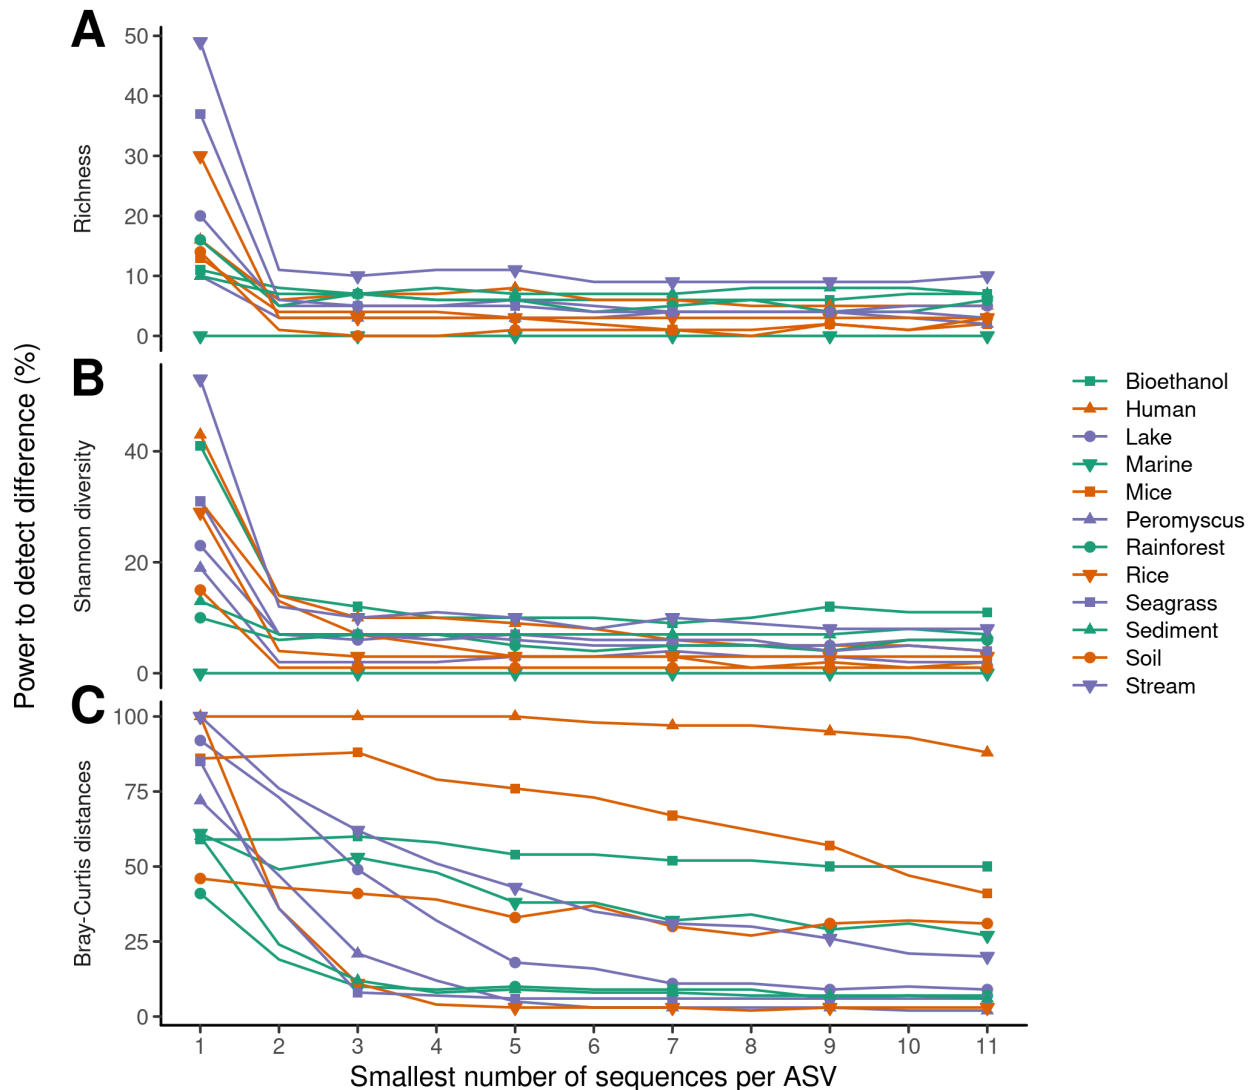 A
50
40
30
20
10
0
Richness
B
40
20
0
Shannon diversity
C
100
75
50
25
0
Bray-Curtis distances
Power to detect difference (%)
1 2 3 4 5 6 7 8 9 10 11
Smallest number of sequences per ASV
Bioethanol
Human
Lake
Marine
Mice
Peromyscus
Rainforest
Rice
Seagrass
Sediment
Soil
Stream